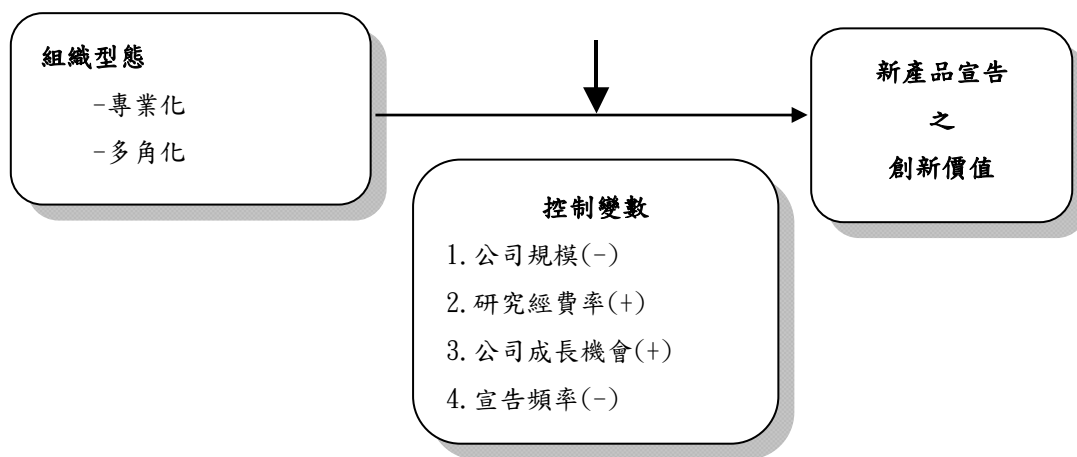 組織型態
-專業化
-多角化
新產品宣告
之
創新價值
控制變數
1.公司規模(-)
2.研究經費率(+)
3.公司成長機會(+)
4.宣告頻率(-)